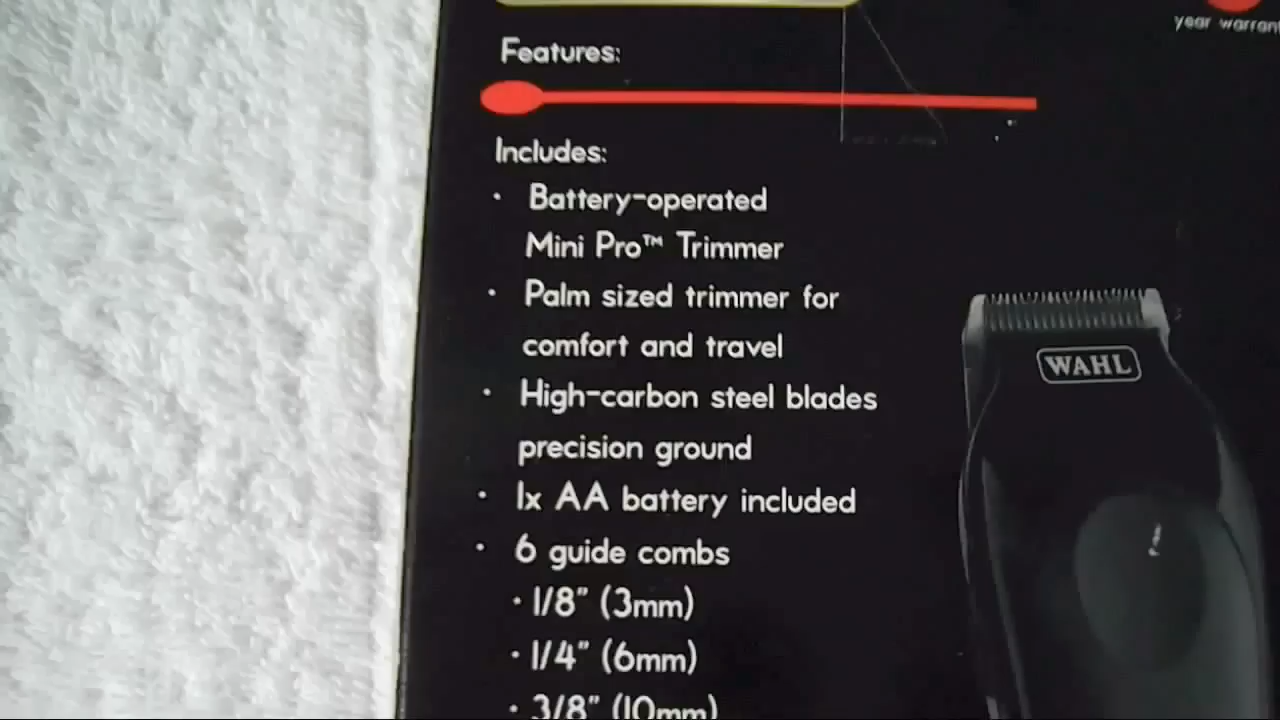 year
Features:
Includes:
· Battery-operated
Mini Pro™ Trimmer
· Palm sized trimmer for
comfort and travel
· High-carbon steel blades
precision ground
· 1x AA battery included
· 6 guide combs
· 1/8" (3mm)
· 1/4" (6mm)
· 3/8" (10mm)
WAHL